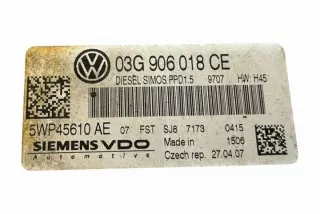 03G 906 018 CE
DIESEL SIMOS PPD1.5 9707 HW: H45
5WP45610 AE 07 FST SJ8 7173 0415
SIEMENS VDO Made in 1506
Automotive Czech rep. 27.04.07